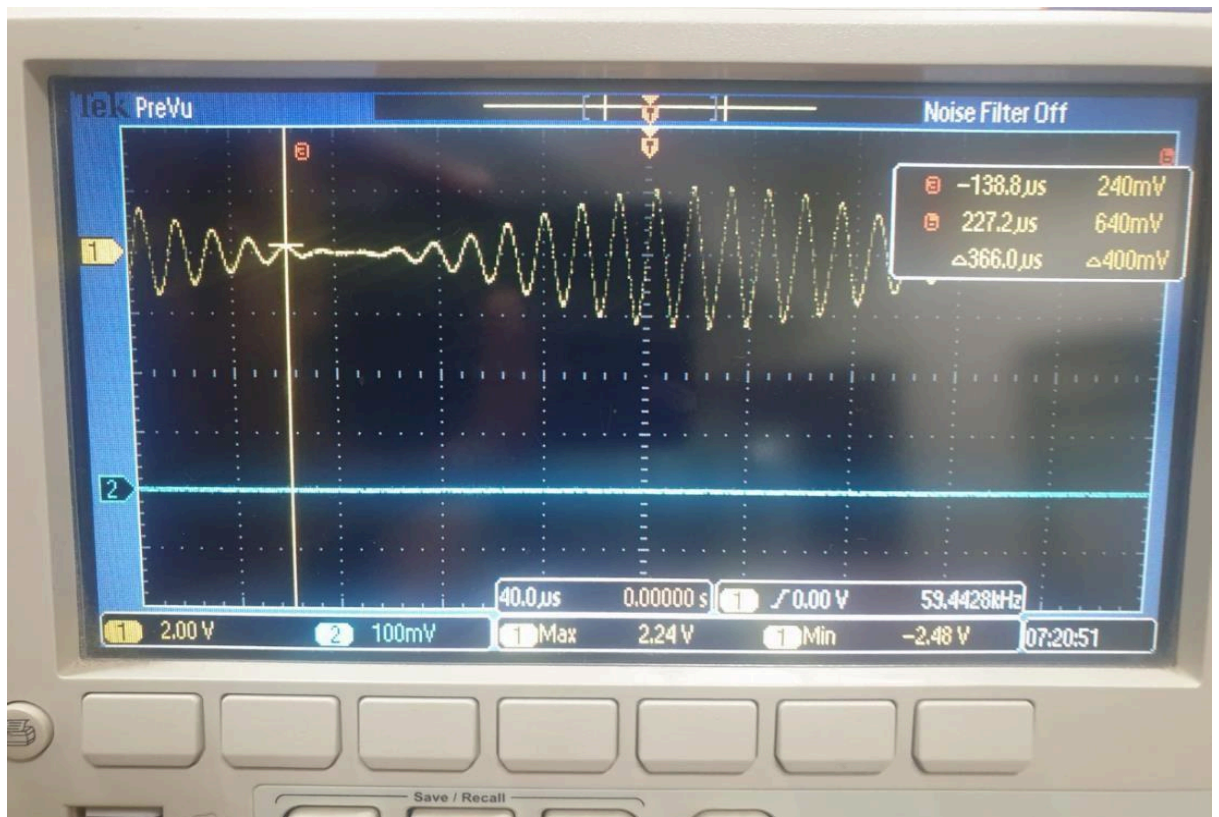 Tek PreVu Noise Filter Off
T
T
a b
a -138.8µs 240mV
b 227.2µs 640mV
△366.0µs △400mV
1
2
40.0µs 0.00000 s 1 ƒ 0.00 V 59.4428kHz
1 2.00 V 2 100mV 1 Max 2.24 V 1 Min -2.48 V 07:20:51
Save / Recall